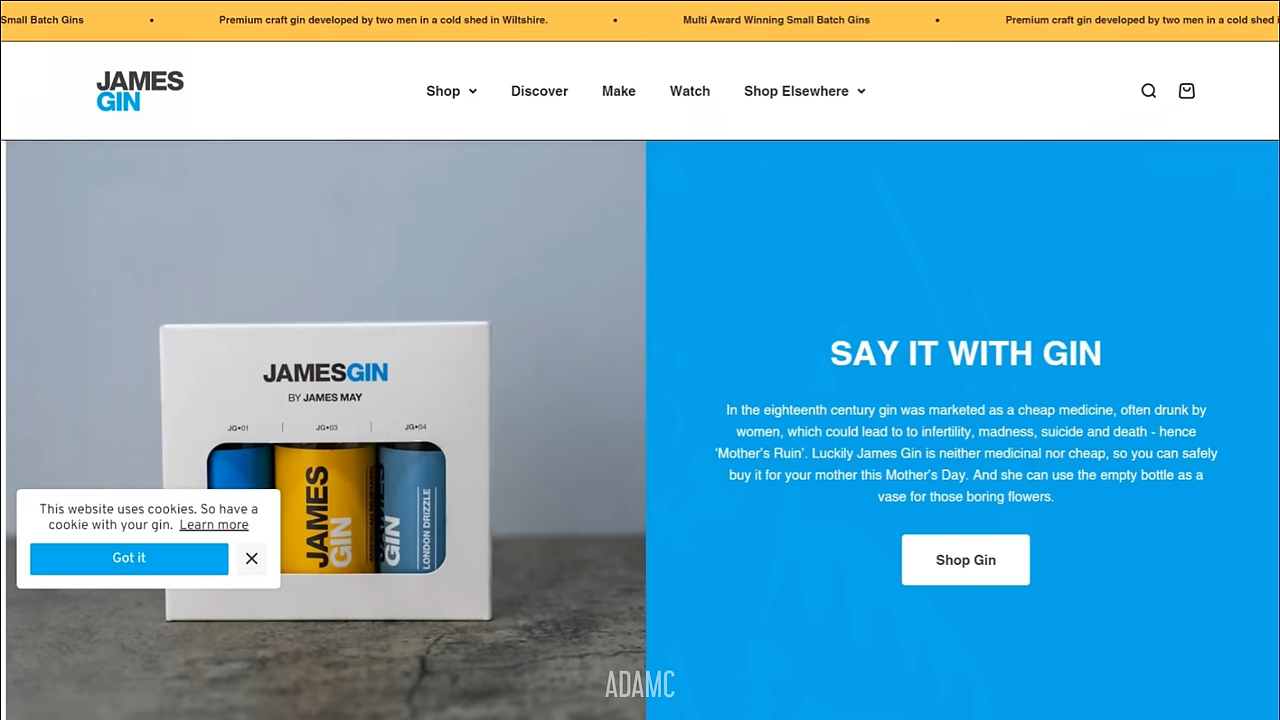 Small Batch Gins • Premium craft gin developed by two men in a cold shed in Wiltshire. • Multi Award Winning Small Batch Gins • Premium craft gin developed by two men in a cold shed i
JAMES
GIN
Shop Discover Make Watch Shop Elsewhere
JAMESGIN
BY JAMES MAY
JG•01 | JG•03 | JG•04
JAMES
GIN
GIN
LONDON DRIZZLE
This website uses cookies. So have a
cookie with your gin. Learn more
Got it
SAY IT WITH GIN
In the eighteenth century gin was marketed as a cheap medicine, often drunk by
women, which could lead to to infertility, madness, suicide and death - hence
‘Mother’s Ruin’. Luckily James Gin is neither medicinal nor cheap, so you can safely
buy it for your mother this Mother’s Day. And she can use the empty bottle as a
vase for those boring flowers.
Shop Gin
ADAMC